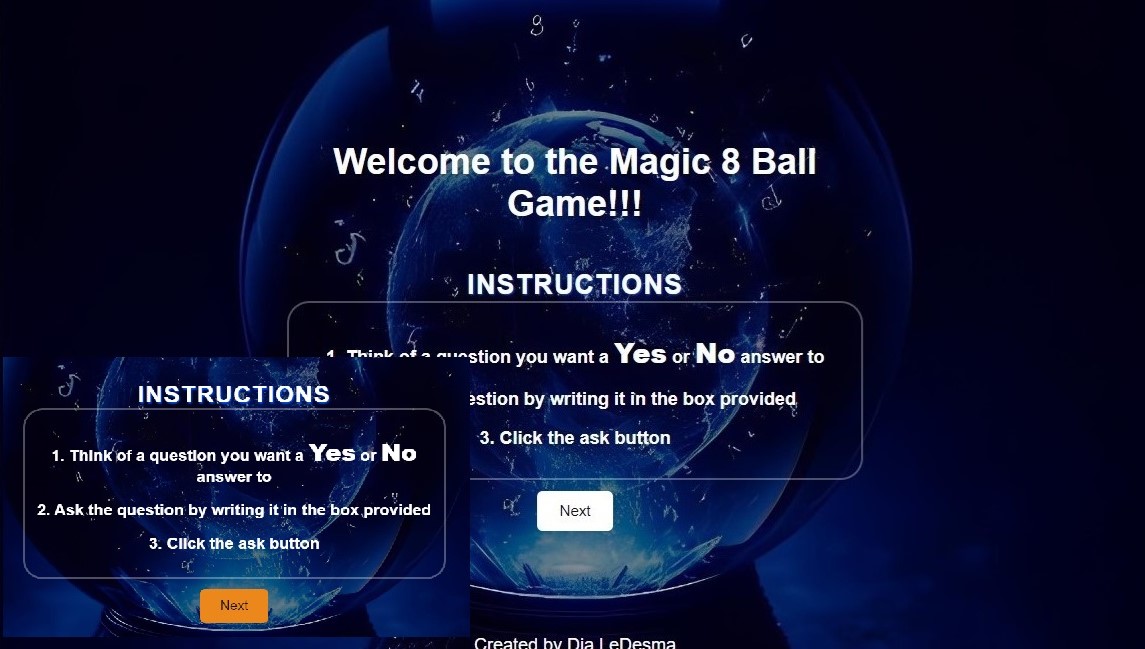 Welcome to the Magic 8 Ball
Game!!!
INSTRUCTIONS
1. Think of a question you want a Yes or No answer to
estion by writing it in the box provided
3. Click the ask button
Next
Created by Dia LeDesma
INSTRUCTIONS
1. Think of a question you want a Yes or No
answer to
2. Ask the question by writing it in the box provided
3. Click the ask button
Next